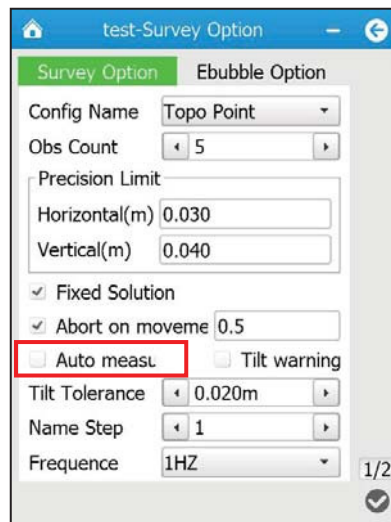 test-Survey Option
Survey Option Ebubble Option
Config Name Topo Point
Obs Count 5
Precision Limit
Horizontal(m) 0.030
Vertical(m) 0.040
Fixed Solution
Abort on moveme 0.5
Auto measu Tilt warning
Tilt Tolerance 0.020m
Name Step 1
Frequence 1HZ
1/2